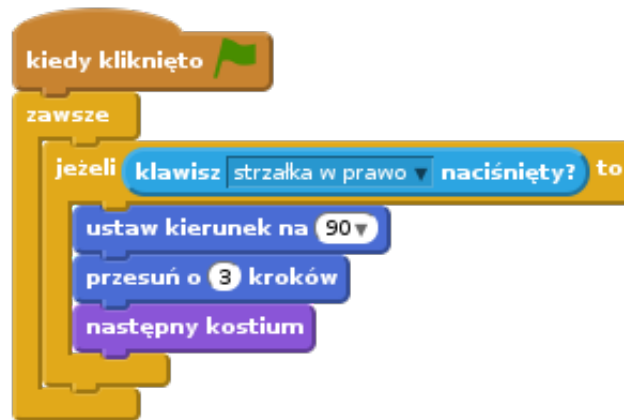 kiedy kliknięto
zawsze
jeżeli klawisz strzałka w prawo naciśnięty? to
ustaw kierunek na 90
przesuń o 3 kroków
następny kostium